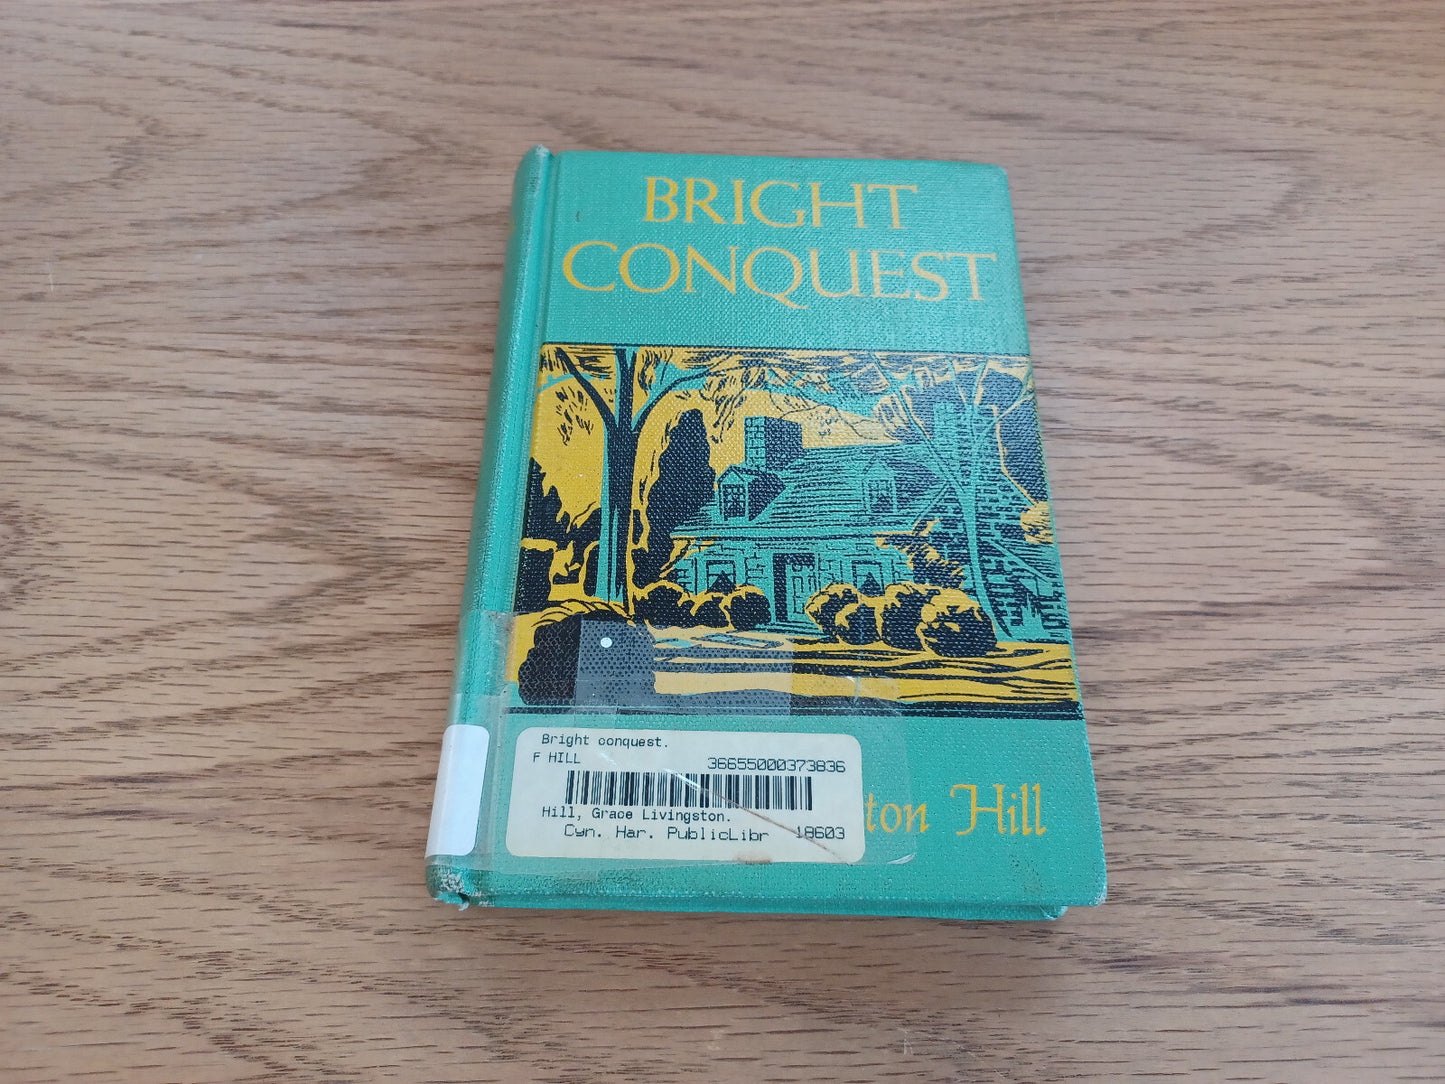 BRIGHT
CONQUEST
Bright conquest.
F HILL 36655000373836
Hill, Grace Livingston.
Cyn. Har. PublicLibr 18603
ton Hill